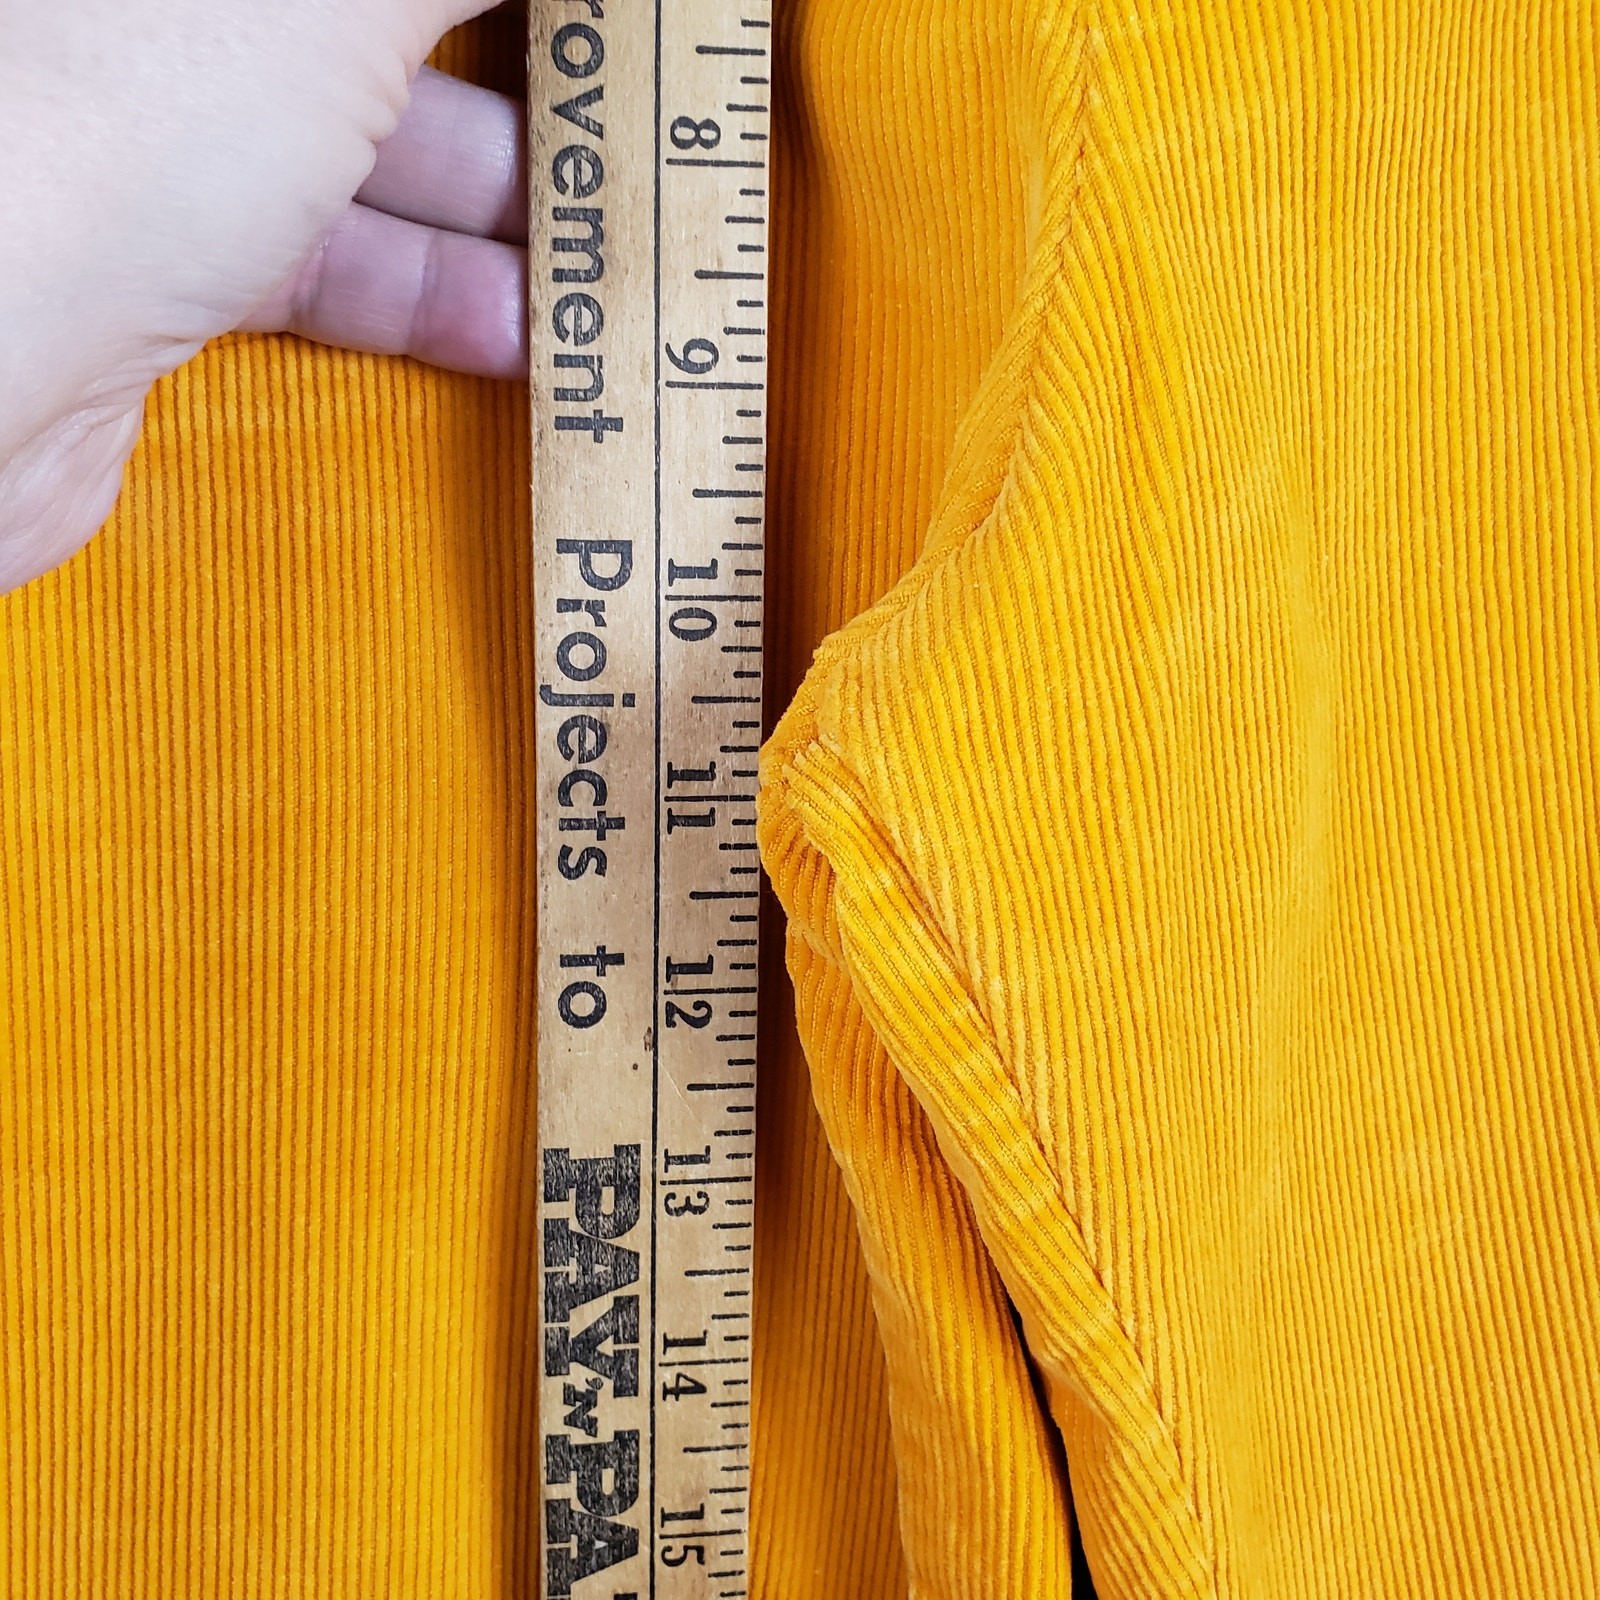 rovement Projects to PAY 'N PA
8 9 10 11 12 13 14 15